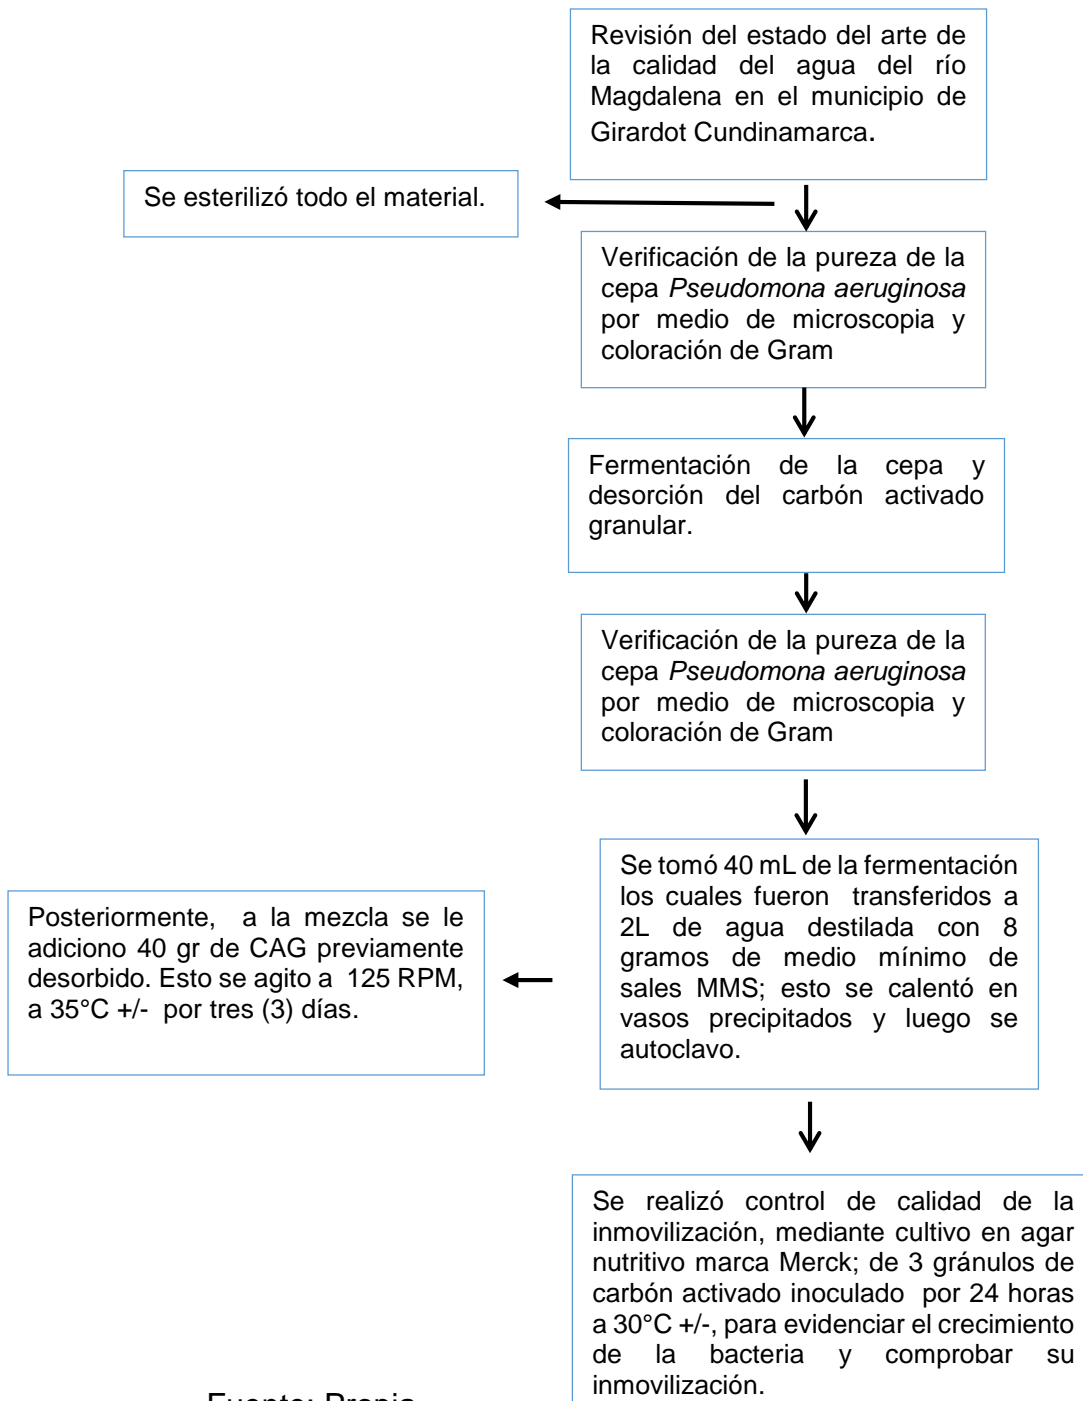 Revisión del estado del arte de
la calidad del agua del río
Magdalena en el municipio de
Girardot Cundinamarca.
Se esterilizó todo el material.
Verificación de la pureza de la
cepa Pseudomona aeruginosa
por medio de microscopia y
coloración de Gram
Fermentación de la cepa y
desorción del carbón activado
granular.
Verificación de la pureza de la
cepa Pseudomona aeruginosa
por medio de microscopia y
coloración de Gram
Se tomó 40 mL de la fermentación
los cuales fueron transferidos a
2L de agua destilada con 8
gramos de medio mínimo de
sales MMS; esto se calentó en
vasos precipitados y luego se
autoclavo.
Posteriormente, a la mezcla se le
adiciono 40 gr de CAG previamente
desorbido. Esto se agito a 125 RPM,
a 35°C +/- por tres (3) días.
Se realizó control de calidad de la
inmovilización, mediante cultivo en agar
nutritivo marca Merck; de 3 gránulos de
carbón activado inoculado por 24 horas
a 30°C +/-, para evidenciar el crecimiento
de la bacteria y comprobar su
inmovilización.
Fuente: Propia